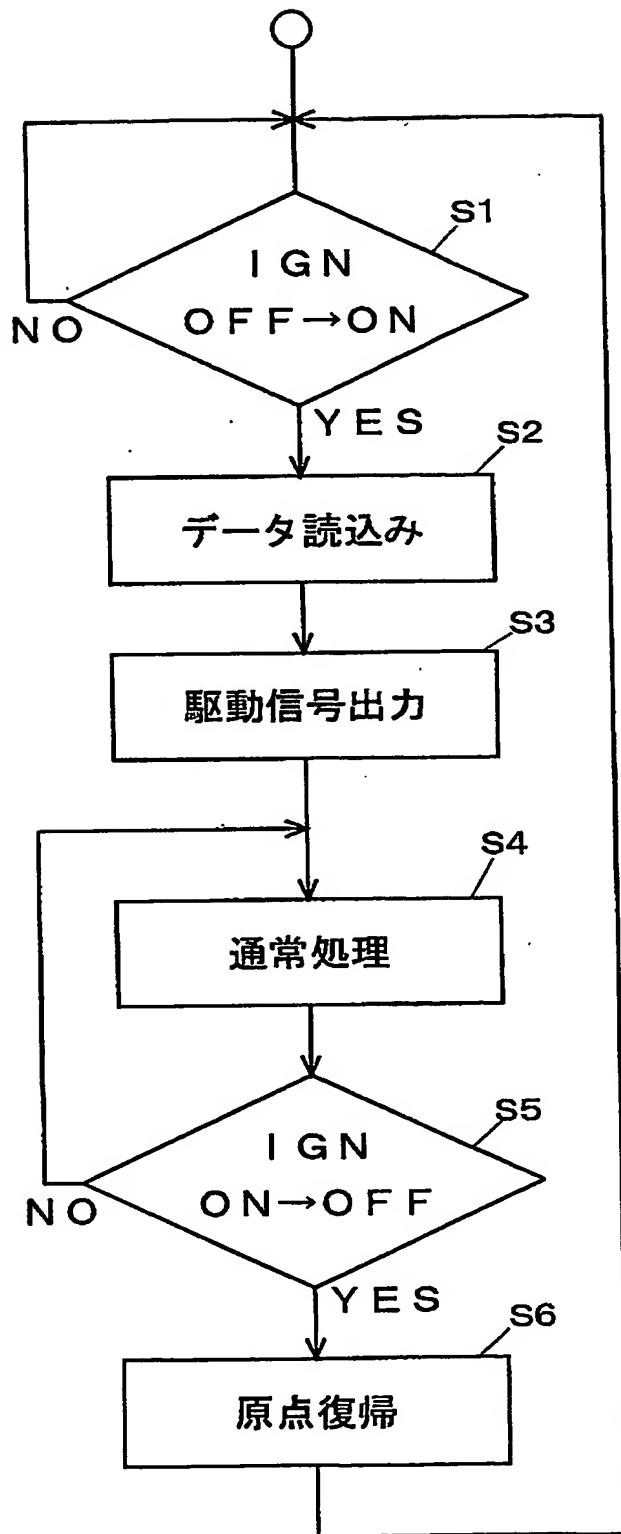 S1
IGN
OFF→ON
NO
YES
S2
データ読込み
S3
駆動信号出力
S4
通常処理
S5
IGN
ON→OFF
NO
YES
S6
原点復帰